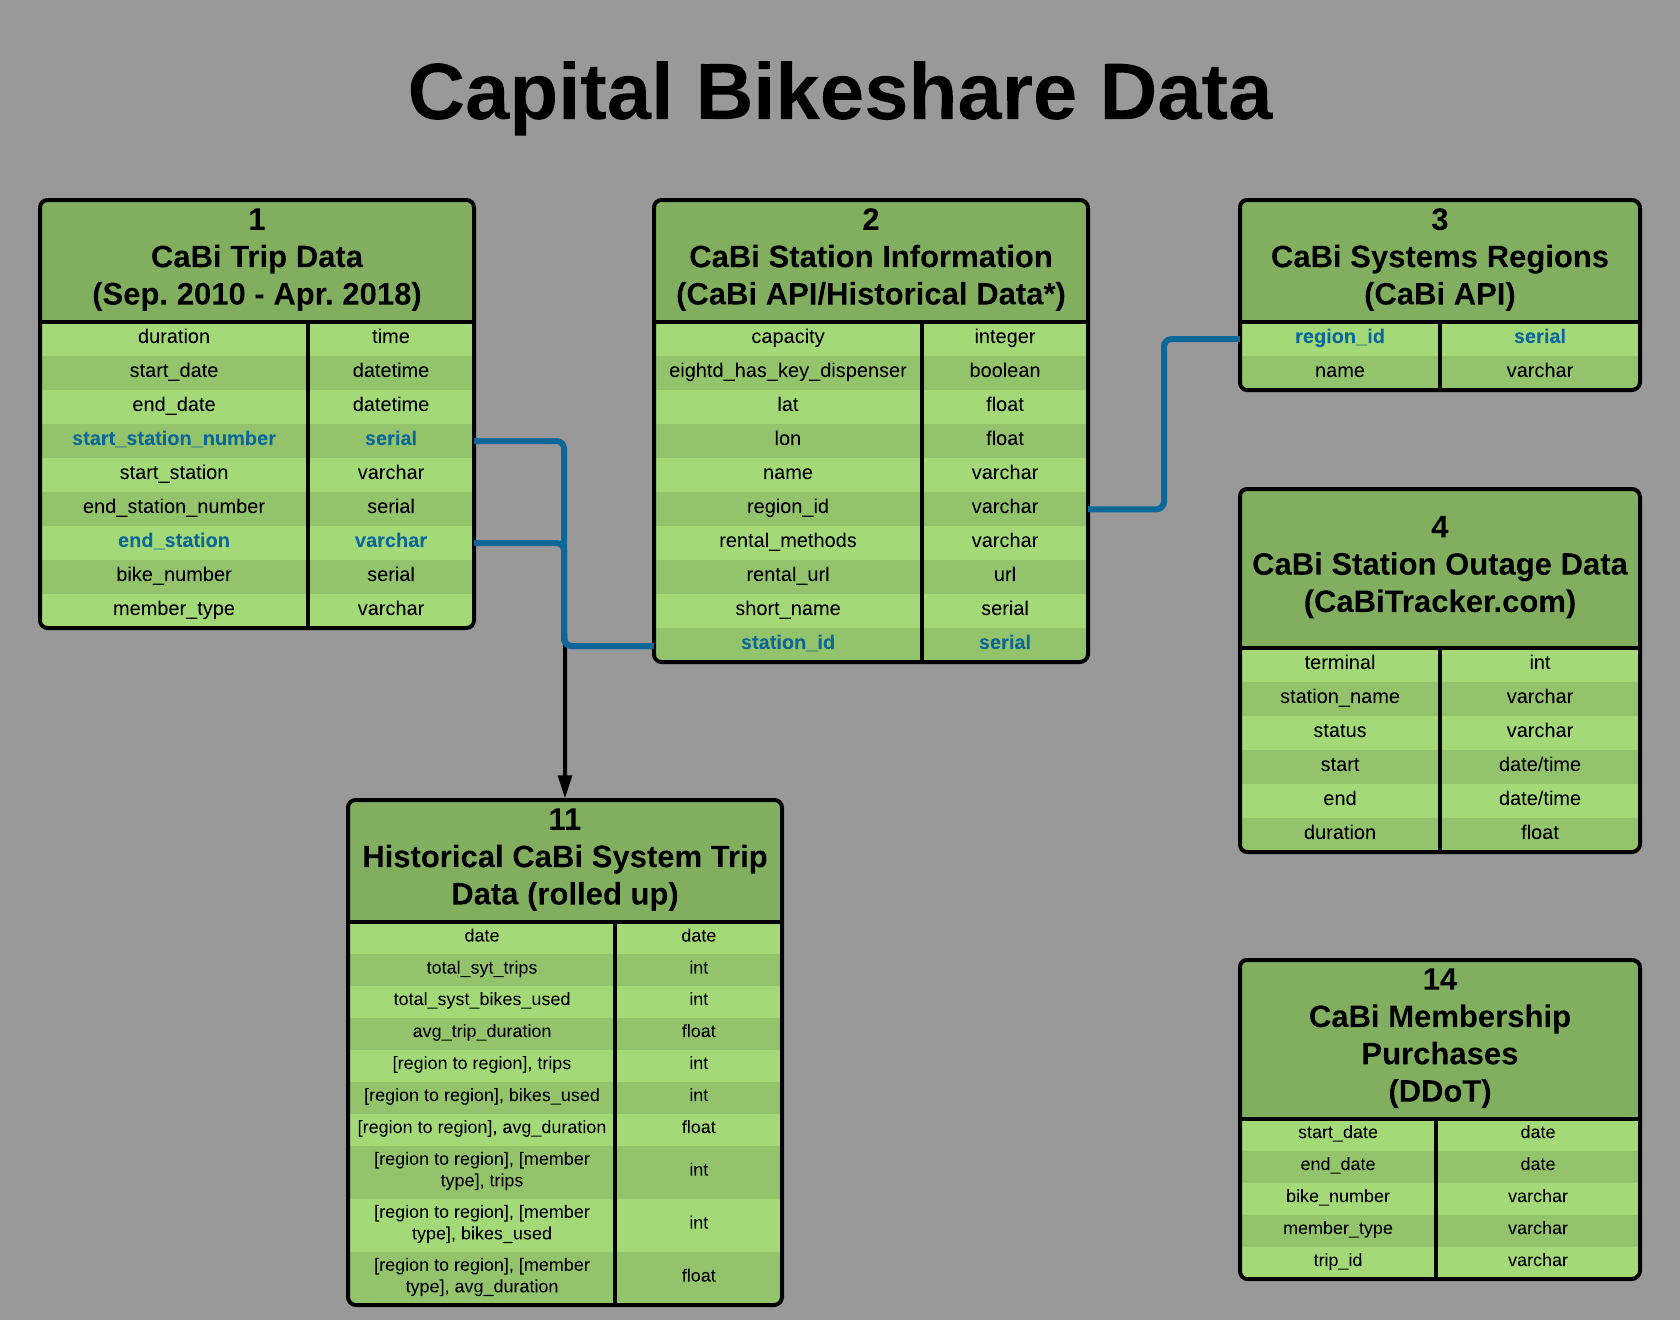 Capital Bikeshare Data
1
CaBi Trip Data
(Sep. 2010 - Apr. 2018)
duration time
start_date datetime
end_date datetime
start_station_number serial
start_station varchar
end_station_number serial
end_station varchar
bike_number serial
member_type varchar
2
CaBi Station Information
(CaBi API/Historical Data*)
capacity integer
eightd_has_key_dispenser boolean
lat float
lon float
name varchar
region_id varchar
rental_methods varchar
rental_url url
short_name serial
station_id serial
3
CaBi Systems Regions
(CaBi API)
region_id serial
name varchar
4
CaBi Station Outage Data
(CaBiTracker.com)
terminal int
station_name varchar
status varchar
start date/time
end date/time
duration float
11
Historical CaBi System Trip
Data (rolled up)
date date
total_syt_trips int
total_syst_bikes_used int
avg_trip_duration float
[region to region], trips int
[region to region], bikes_used int
[region to region], avg_duration float
[region to region], [member
type], trips int
[region to region], [member
type], bikes_used int
[region to region], [member
type], avg_duration float
14
CaBi Membership
Purchases
(DDoT)
start_date date
end_date date
bike_number varchar
member_type varchar
trip_id varchar